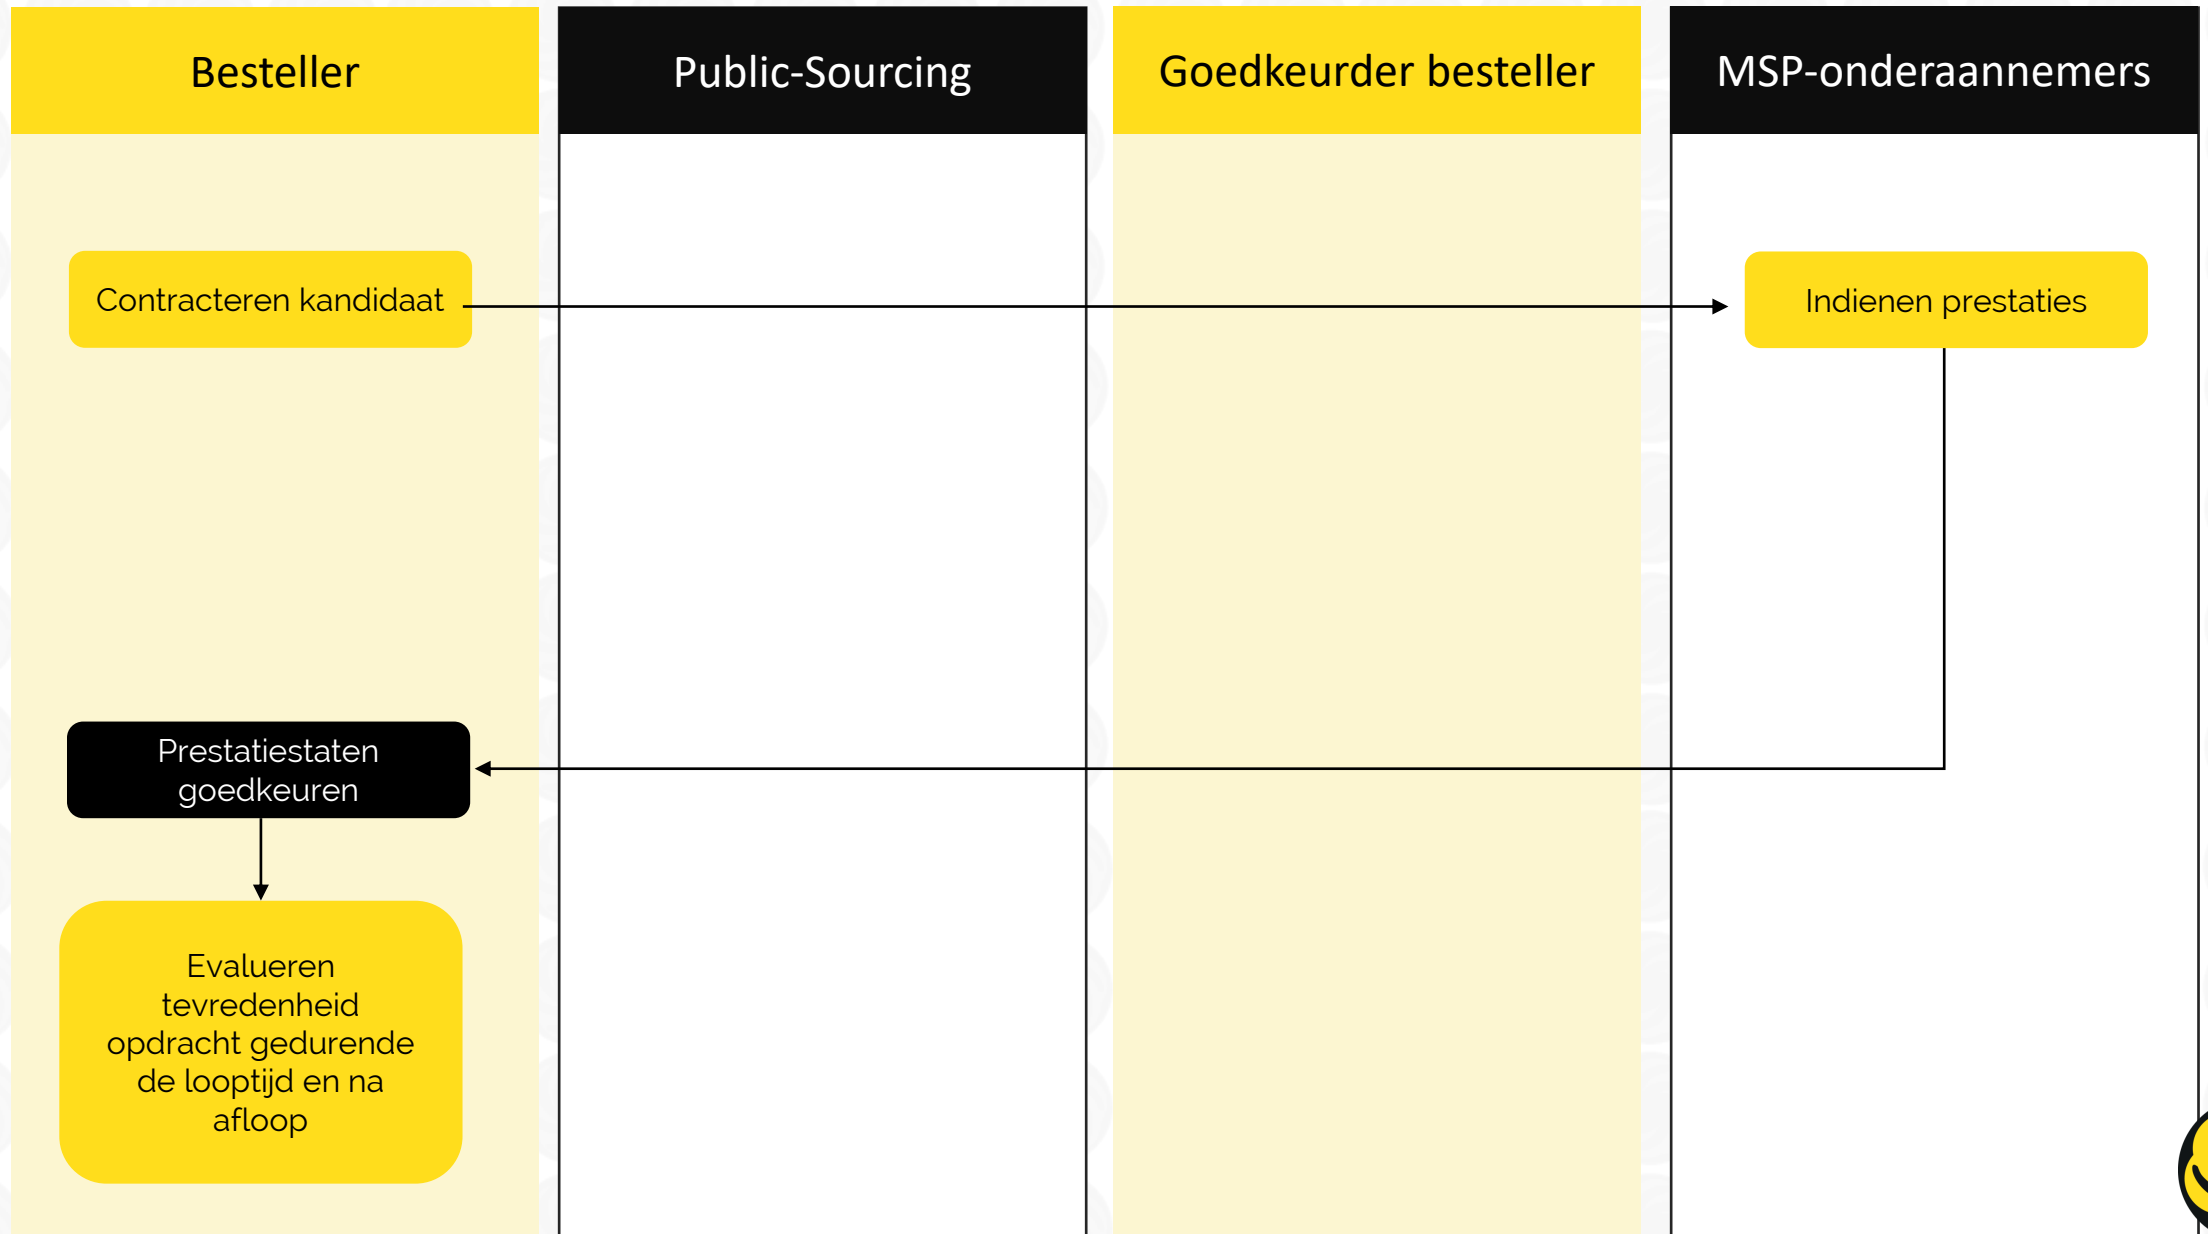 Besteller
Public-Sourcing
Goedkeurder besteller
MSP-onderaannemers
Contracteren kandidaat
Indienen prestaties
Prestatiestaten
goedkeuren
Evalueren
tevredenheid
opdracht gedurende
de looptijd en na
afloop